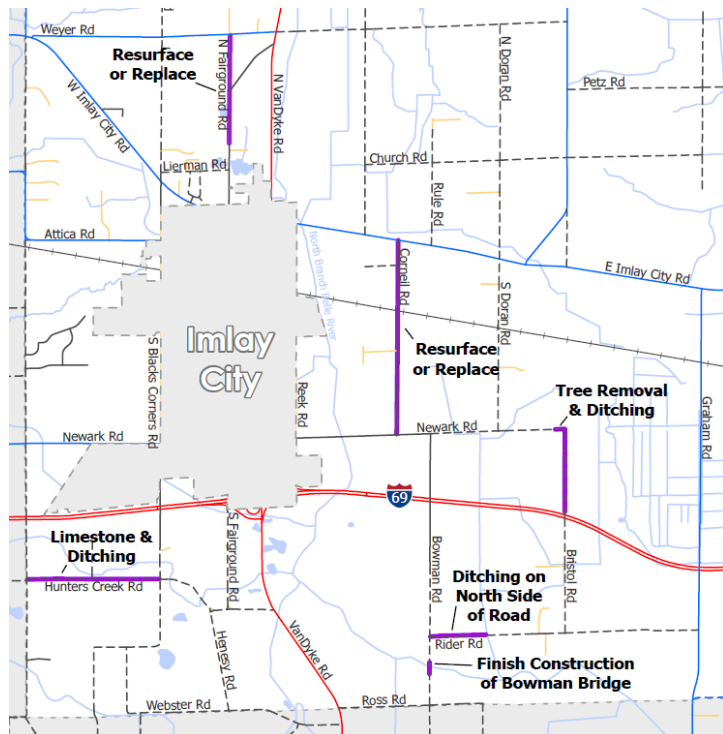 Weyer Rd
Resurface
or Replace
N Fairground Rd
N VanDyke Rd
N Doran Rd
Petz Rd
W Imlay City Rd
Lierman Rd
Church Rd
Rule Rd
Attica Rd
North Branch Belle River
Corneil Rd
E Imlay City Rd
S Doran Rd
Imlay
City
S Blacks Corners Rd
Resurface
or Replace
Reek Rd
Tree Removal
& Ditching
Graham Rd
Newark Rd
Newark Rd
69
Limestone &
Ditching
S Fairground Rd
Bowman Rd
Bristol Rd
Hunters Creek Rd
Ditching on
North Side
of Road
Henesy Rd
VanDyke Rd
Rider Rd
Finish Construction
of Bowman Bridge
Webster Rd
Ross Rd